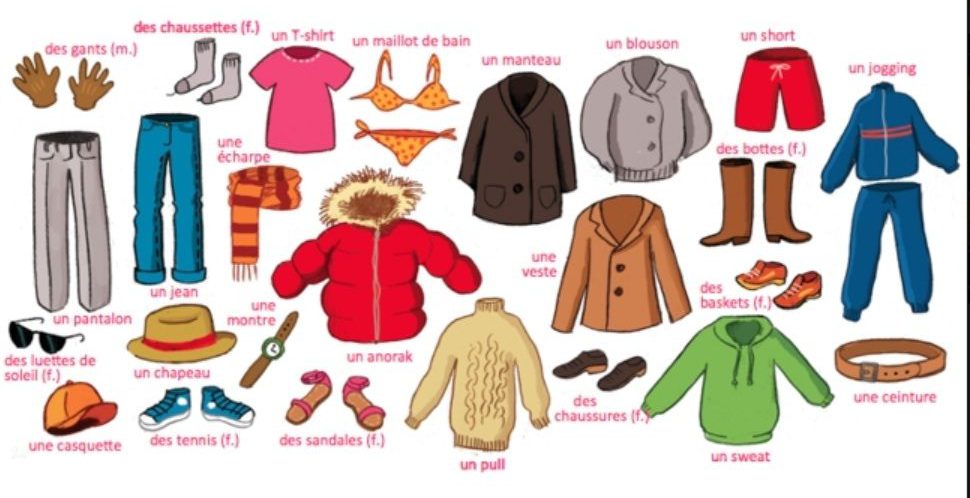 des gants (m.)
des chaussettes (f.)
un T-shirt
un maillot de bain
un manteau
un blouson
un short
un jogging
une
écharpe
des bottes (f.)
une
veste
des
baskets (f.)
un jean
un pantalon
une
montre
un anorak
des luettes de
soleil (f.)
un chapeau
une casquette
des tennis (f.)
des sandales (f.)
un pull
des
chaussures (f.)
un sweat
une ceinture